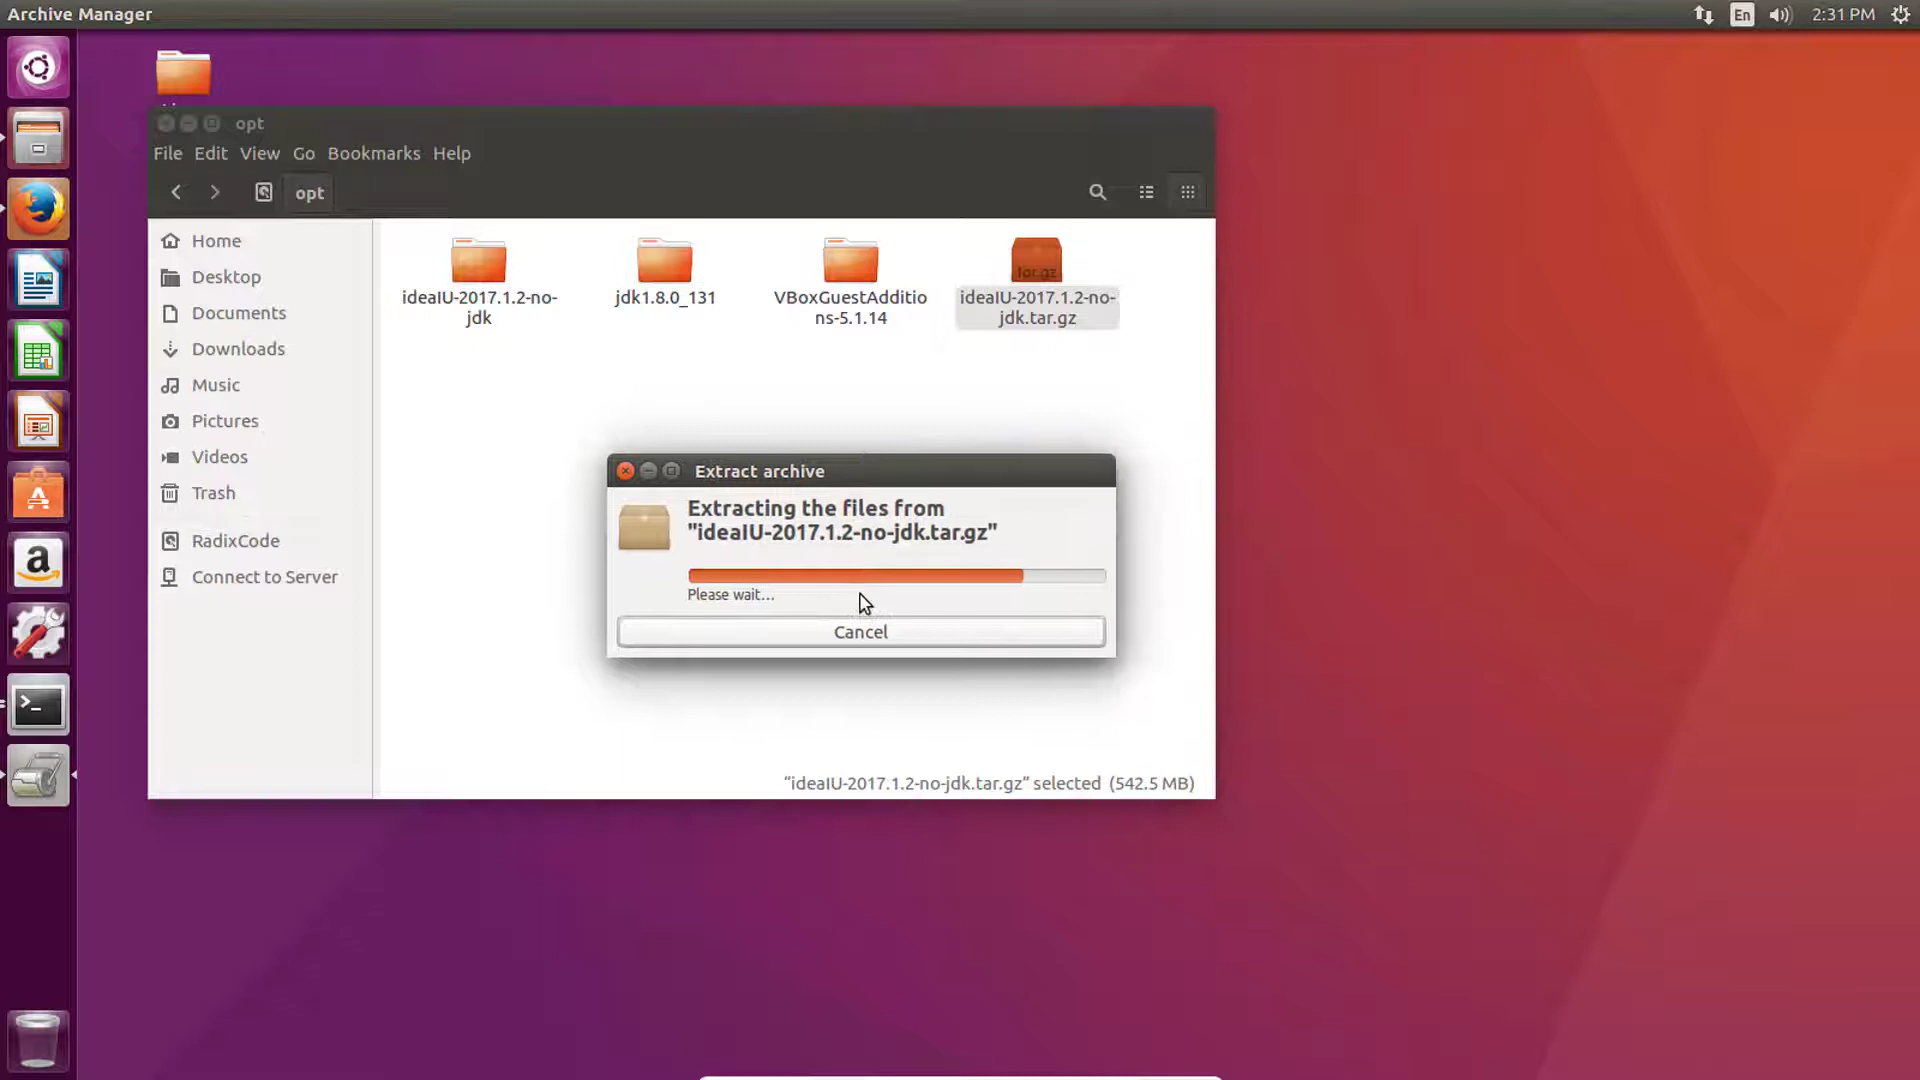 Archive Manager
En
2:31 PM
opt
File Edit View Go Bookmarks Help
opt
Home
Desktop
Documents
Downloads
Music
Pictures
Videos
Trash
RadixCode
Connect to Server
ideaIU-2017.1.2-no-
jdk
jdk1.8.0_131
VBoxGuestAdditio
ns-5.1.14
tar.gz
ideaIU-2017.1.2-no-
jdk.tar.gz
Extract archive
Extracting the files from
"ideaIU-2017.1.2-no-jdk.tar.gz"
Please wait...
Cancel
"ideaIU-2017.1.2-no-jdk.tar.gz" selected (542.5 MB)